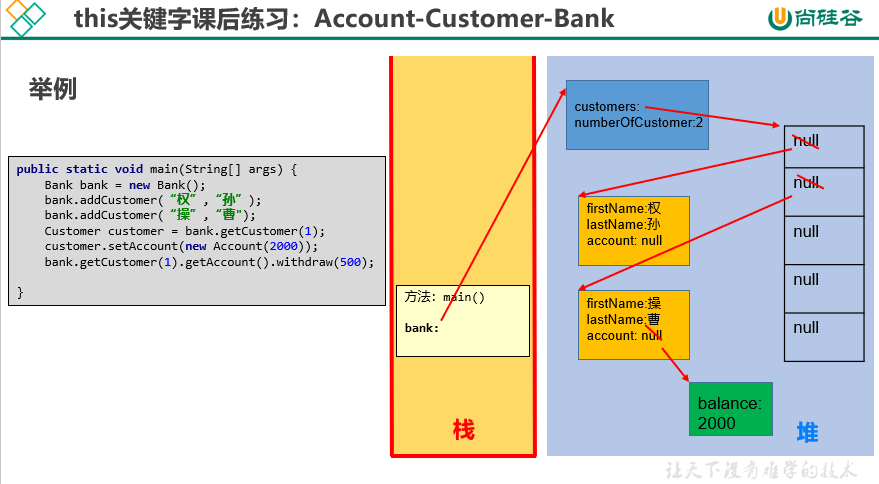 this关键字课后练习：Account-Customer-Bank
尚硅谷
举例
public static void main(String[] args) {
Bank bank = new Bank();
bank.addCustomer( “权” , “孙” );
bank.addCustomer( “操” , “曹");
Customer customer = bank.getCustomer(1);
customer.setAccount(new Account(2000));
bank.getCustomer(1).getAccount().withdraw(500);
}
方法: main()
bank:
栈
customers:
numberOfCustomer:2
null
null
null
null
null
firstName:权
lastName:孙
account: null
firstName:操
lastName:曹
account: null
balance:
2000
堆
让天下没有难学的技术